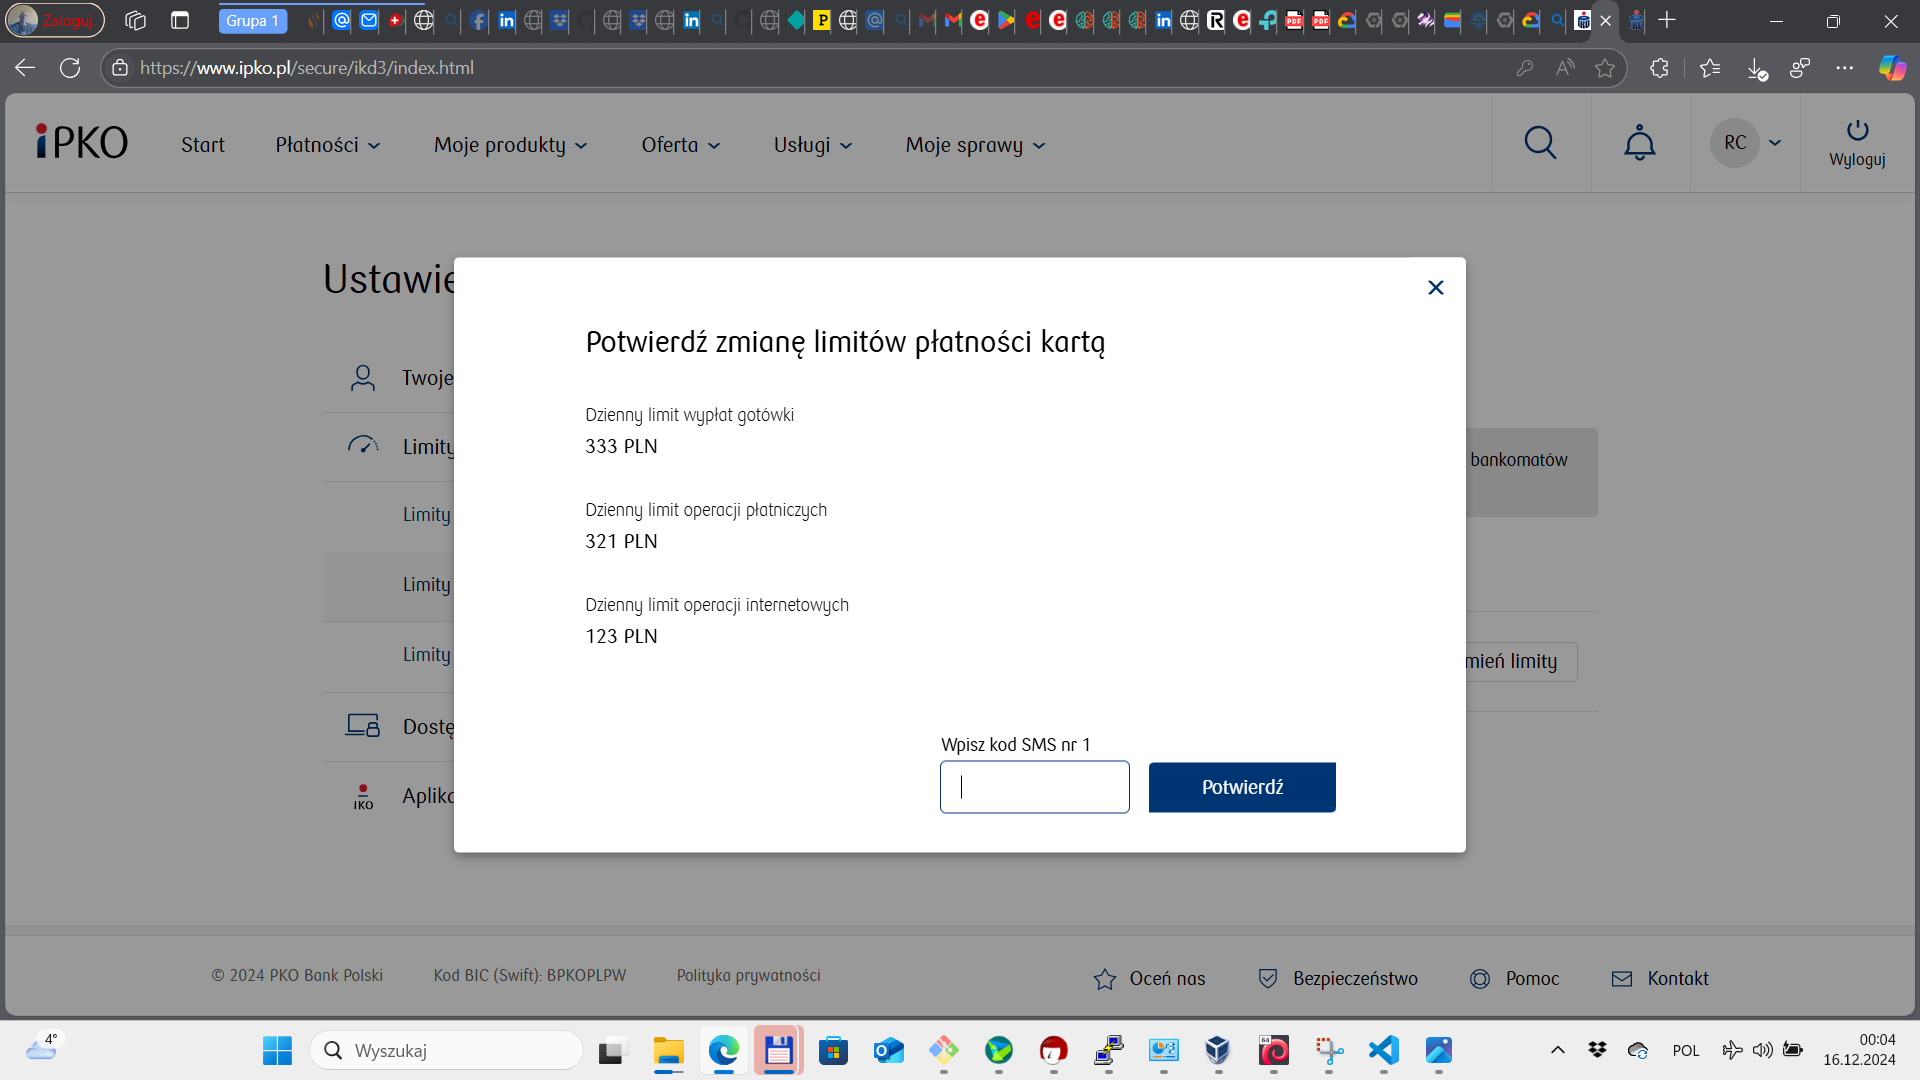 Zaloguj
Grupa 1
https://www.ipko.pl/secure/ikd3/index.html
iPKO
Start
Płatności
Moje produkty
Oferta
Usługi
Moje sprawy
RC
Wyloguj
Ustawie
Potwierdź zmianę limitów płatności kartą
Twoje
Dzienny limit wypłat gotówki
333 PLN
Limity
bankomatów
Limity
Dzienny limit operacji płatniczych
321 PLN
Limity
Dzienny limit operacji internetowych
123 PLN
Limity
mień limity
Dostę
Wpisz kod SMS nr 1
Potwierdź
IKO
Aplika
© 2024 PKO Bank Polski
Kod BIC (Swift): BPKOPLPW
Polityka prywatności
Oceń nas
Bezpieczeństwo
Pomoc
Kontakt
4°
Wyszukaj
64
POL
00:04
16.12.2024